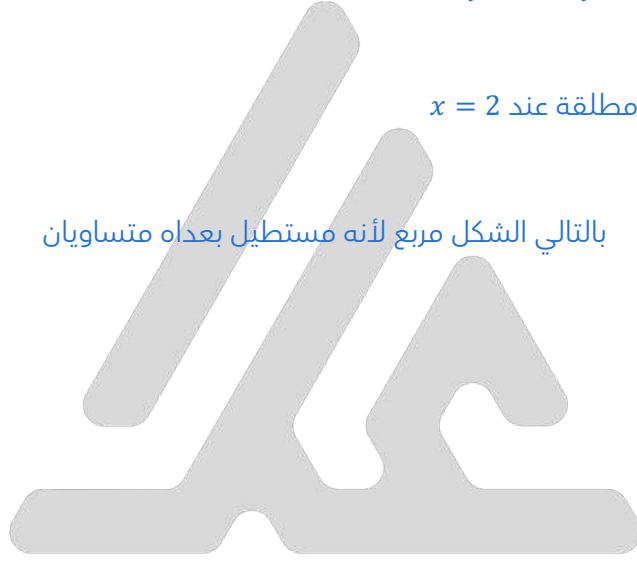 مطلقة عند x = 2
بالتالي الشكل مربع لأنه مستطيل بعداه متساويان